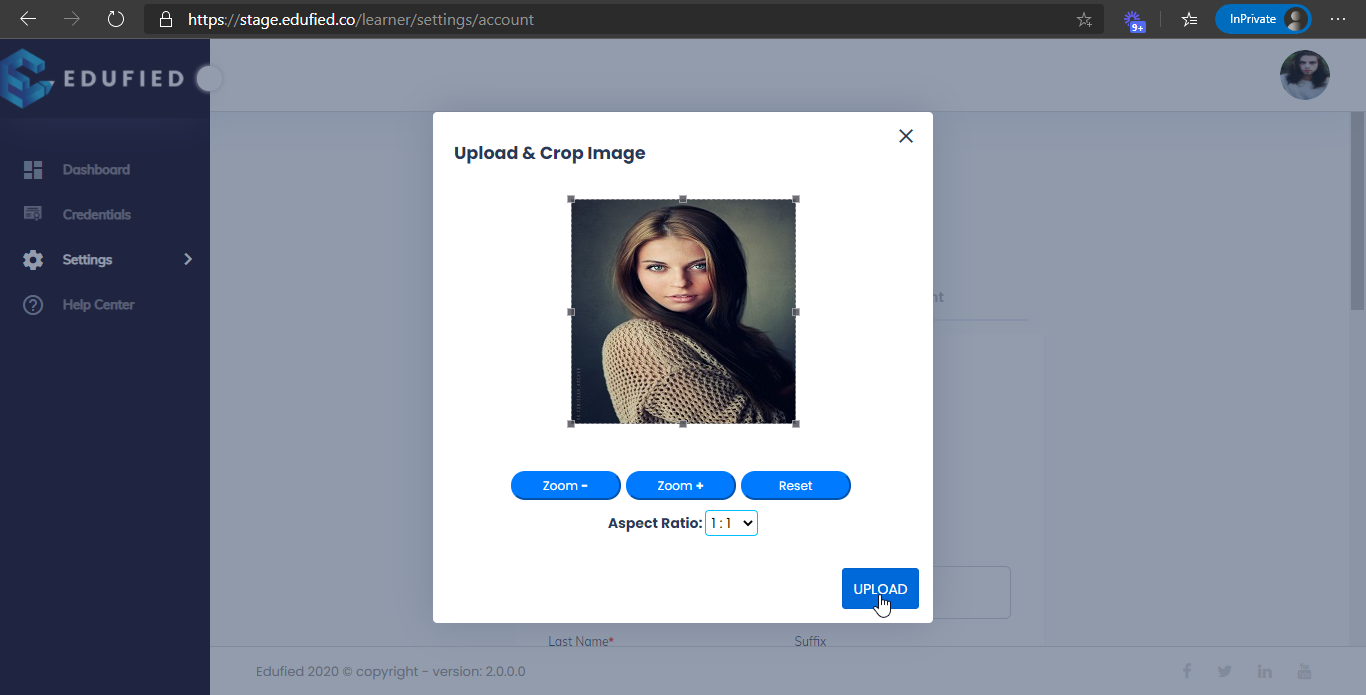 https://stage.edufied.co/learner/settings/account
9+
InPrivate
EDUFIED
Upload & Crop Image
Dashboard
Credentials
Settings
Help Center
nt
Zoom -
Zoom +
Reset
Aspect Ratio: 1 : 1
UPLOAD
Last Name*
Suffix
Edufied 2020 © copyright - version: 2.0.0.0